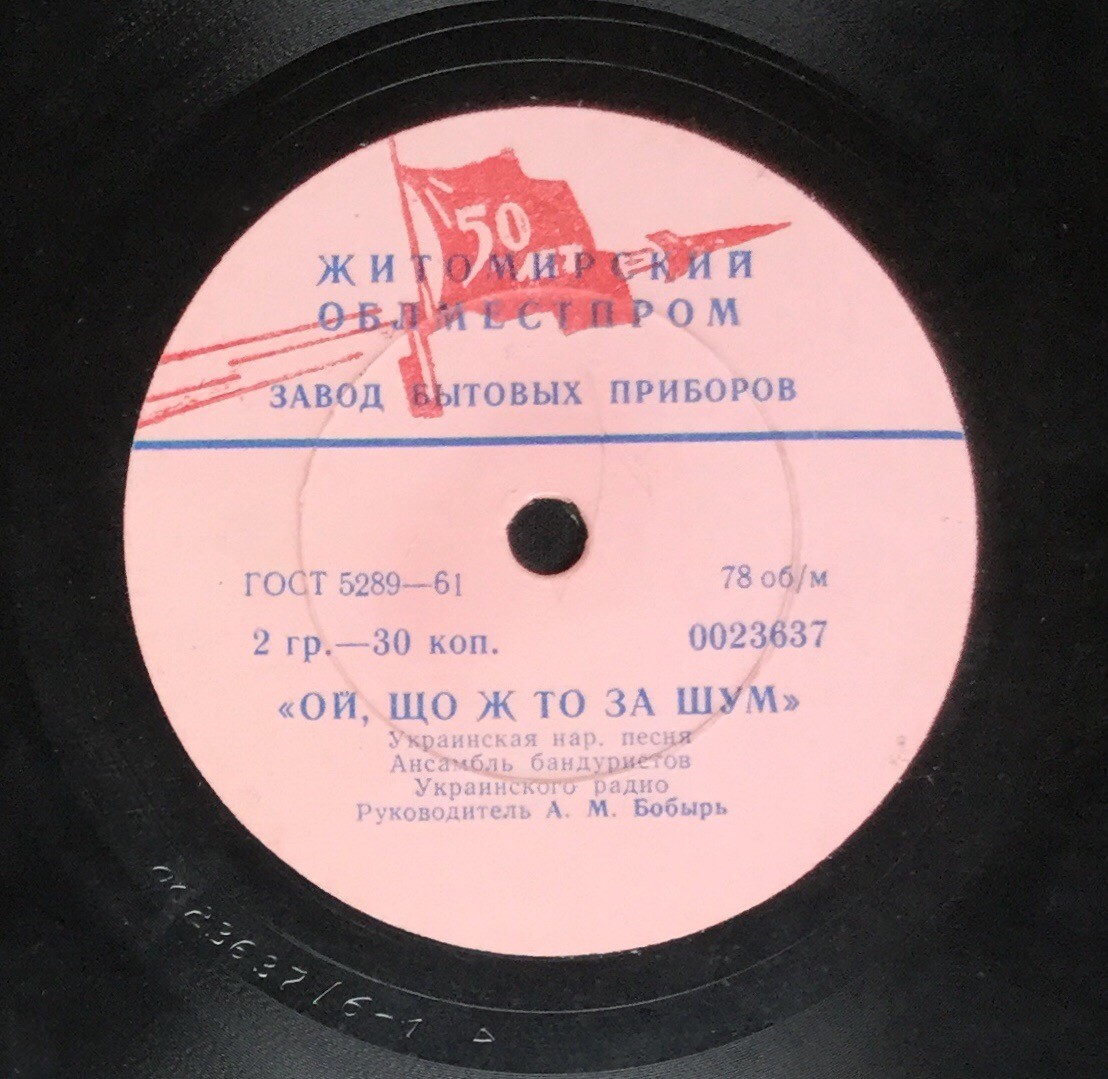 50
ЛЕТ
ЖИТОМИРСКИЙ
ОБЛМЕСТПРОМ
ЗАВОД БЫТОВЫХ ПРИБОРОВ
ГОСТ 5289—61
78 об/м
2 гр.—30 коп.
0023637
«ОЙ, ЩО Ж ТО ЗА ШУМ»
Украинская нар. песня
Ансамбль бандуристов
Украинского радио
Руководитель А. М. Бобырь